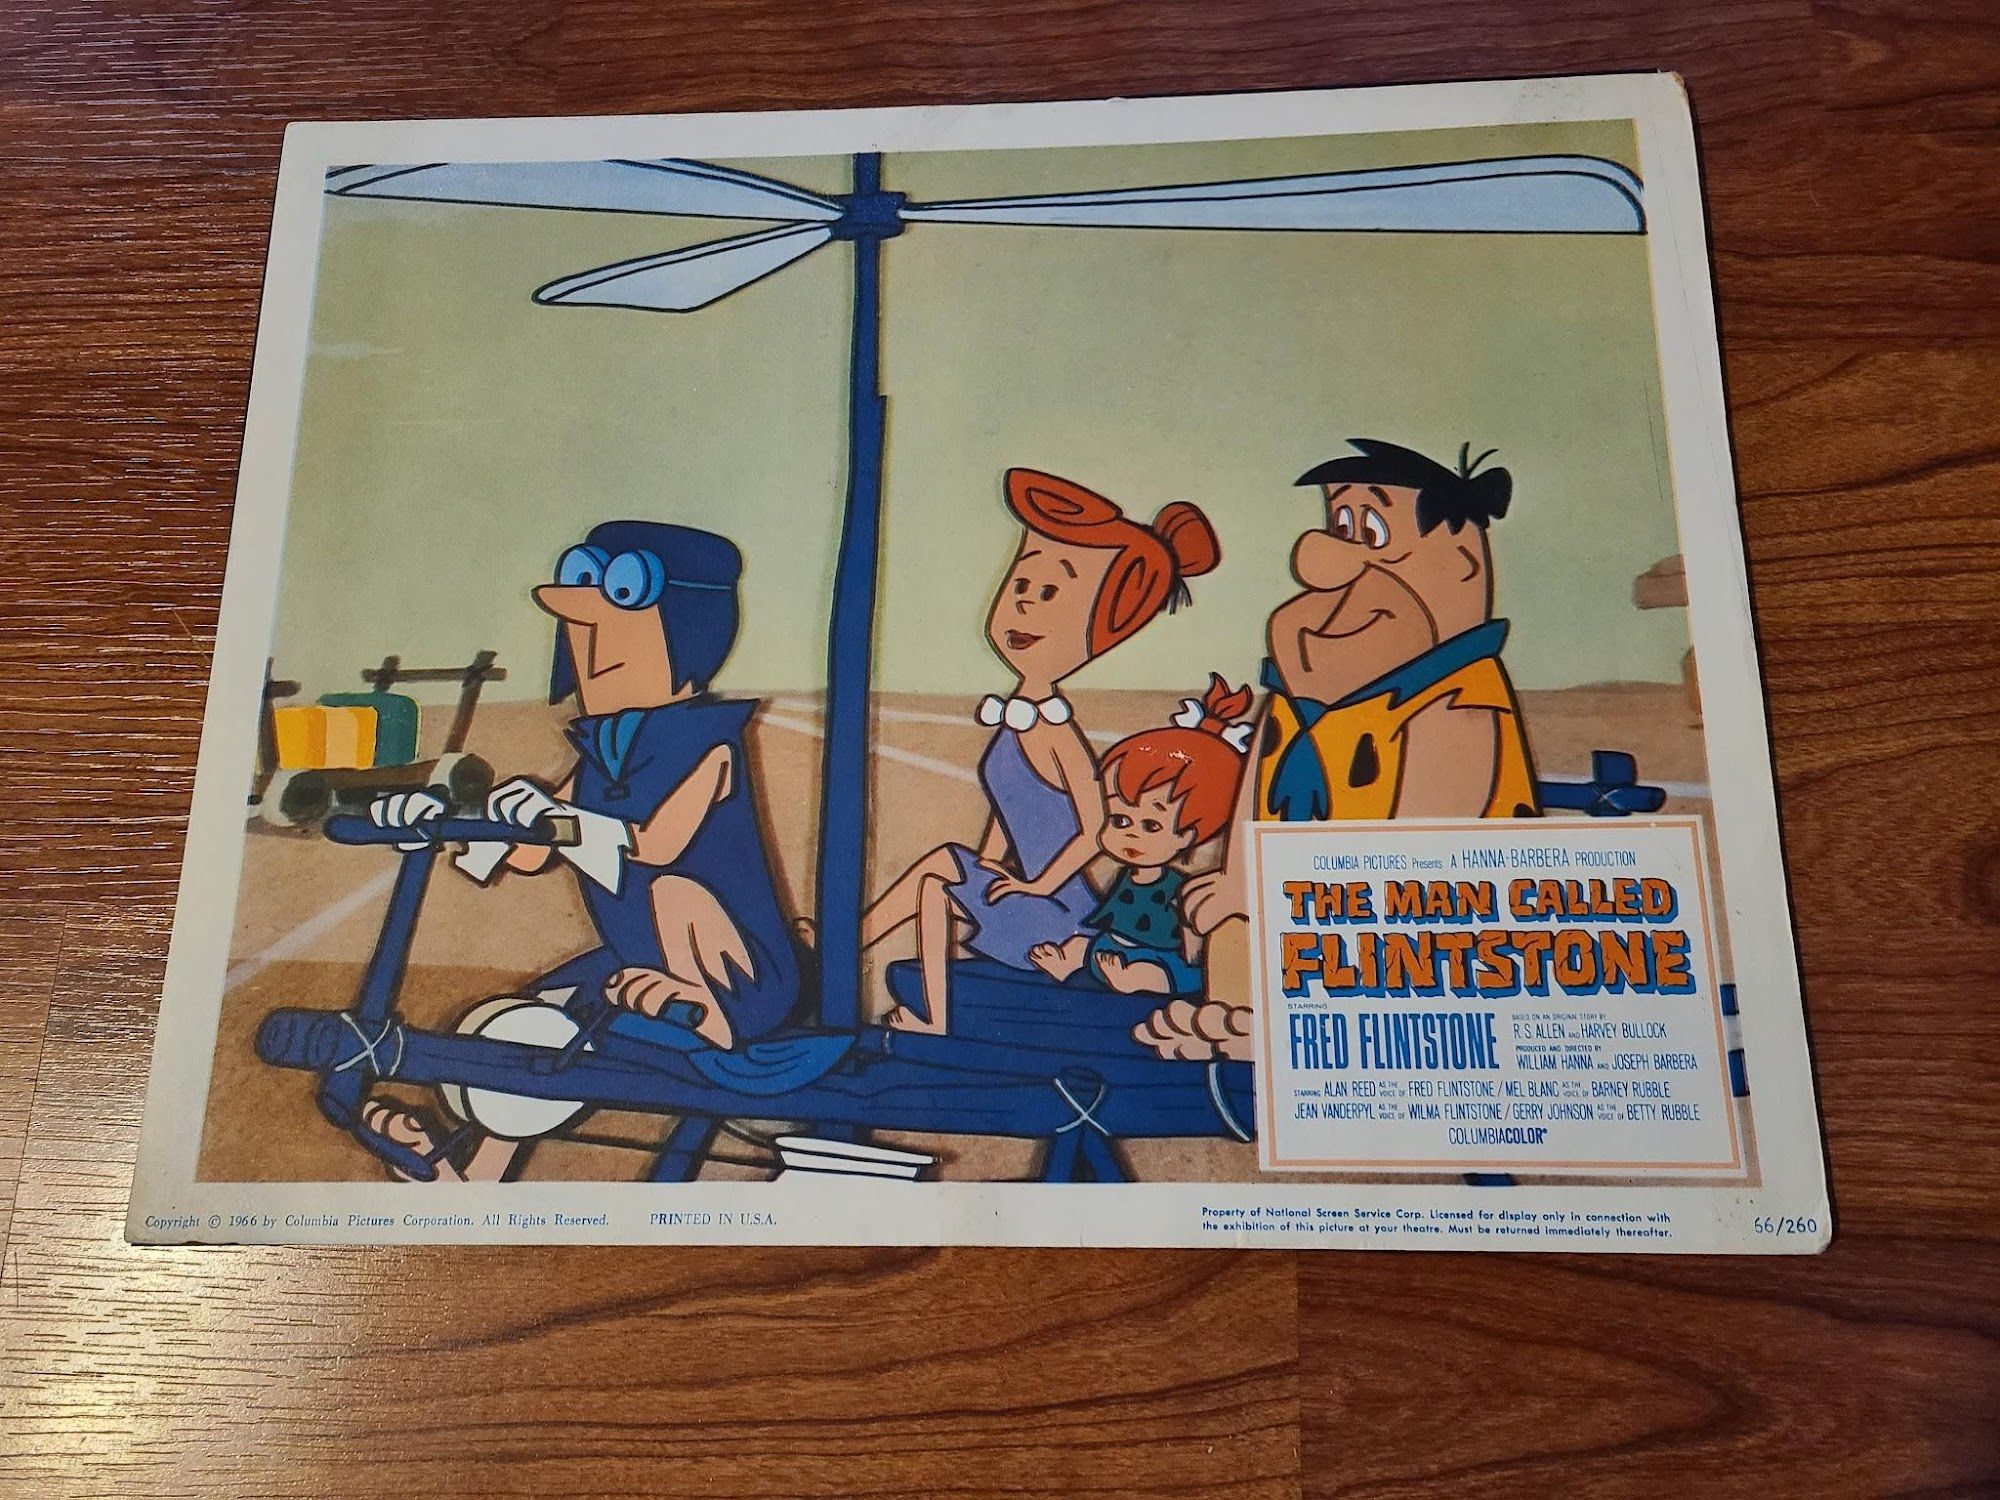 COLUMBIA PICTURES Presents A HANNA-BARBERA PRODUCTION
THE MAN CALLED
FLINTSTONE
STARRING
FRED FLINTSTONE
BASED ON AN ORIGINAL STORY BY
R. S. ALLEN AND HARVEY BULLOCK
PRODUCED AND DIRECTED BY
WILLIAM HANNA AND JOSEPH BARBERA
STARRING ALAN REED AS THE VOICE OF FRED FLINTSTONE / MEL BLANC AS THE VOICE OF BARNEY RUBBLE
JEAN VANDERPYL AS THE VOICE OF WILMA FLINTSTONE / GERRY JOHNSON AS THE VOICE OF BETTY RUBBLE
COLUMBIACOLOR®
Copyright © 1966 by Columbia Pictures Corporation. All Rights Reserved. PRINTED IN U.S.A.
Property of National Screen Service Corp. Licensed for display only in connection with
the exhibition of this picture at your theatre. Must be returned immediately thereafter.
66/260